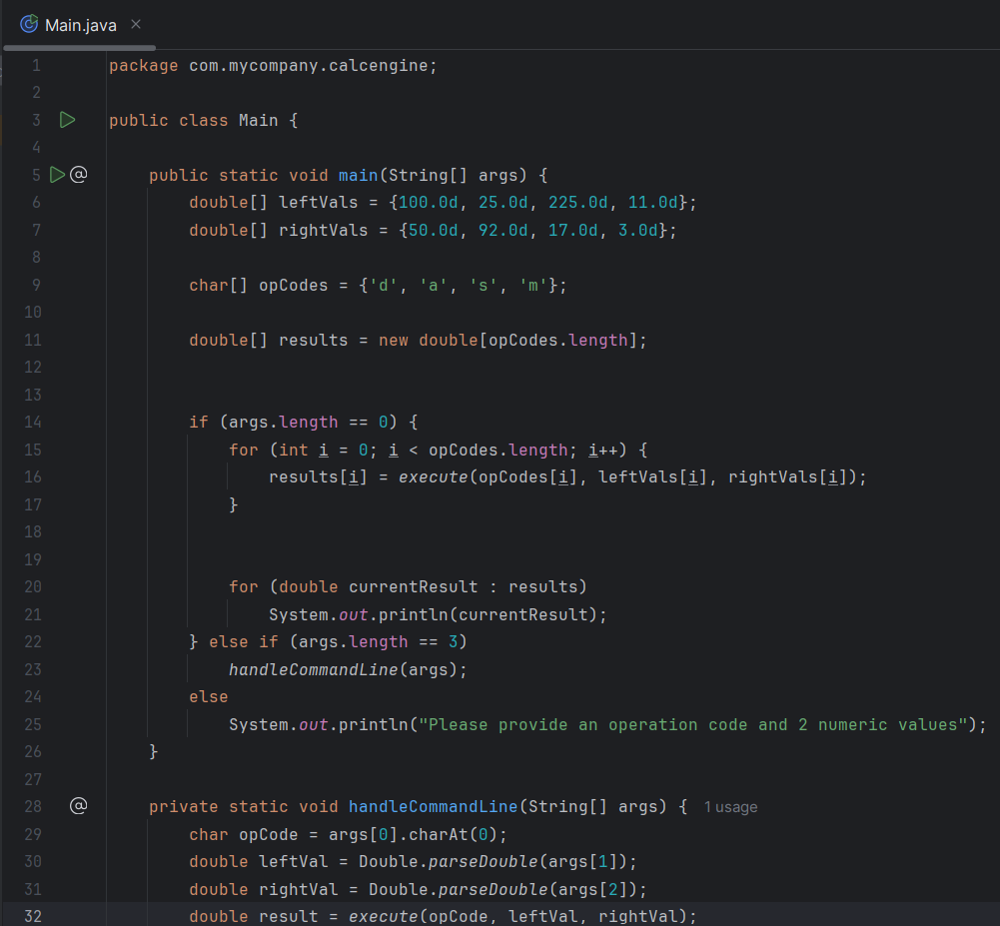 Main.java
1 package com.mycompany.calcengine;
2
3 public class Main {
4
5 @ public static void main(String[] args) {
6 double[] leftVals = {100.0d, 25.0d, 225.0d, 11.0d};
7 double[] rightVals = {50.0d, 92.0d, 17.0d, 3.0d};
8
9 char[] opCodes = {'d', 'a', 's', 'm'};
10
11 double[] results = new double[opCodes.length];
12
13
14 if (args.length == 0) {
15 for (int i = 0; i < opCodes.length; i++) {
16 results[i] = execute(opCodes[i], leftVals[i], rightVals[i]);
17 }
18
19
20 for (double currentResult : results)
21 System.out.println(currentResult);
22 } else if (args.length == 3)
23 handleCommandLine(args);
24 else
25 System.out.println("Please provide an operation code and 2 numeric values");
26 }
27
28 @ private static void handleCommandLine(String[] args) { 1 usage
29 char opCode = args[0].charAt(0);
30 double leftVal = Double.parseDouble(args[1]);
31 double rightVal = Double.parseDouble(args[2]);
32 double result = execute(opCode, leftVal, rightVal);